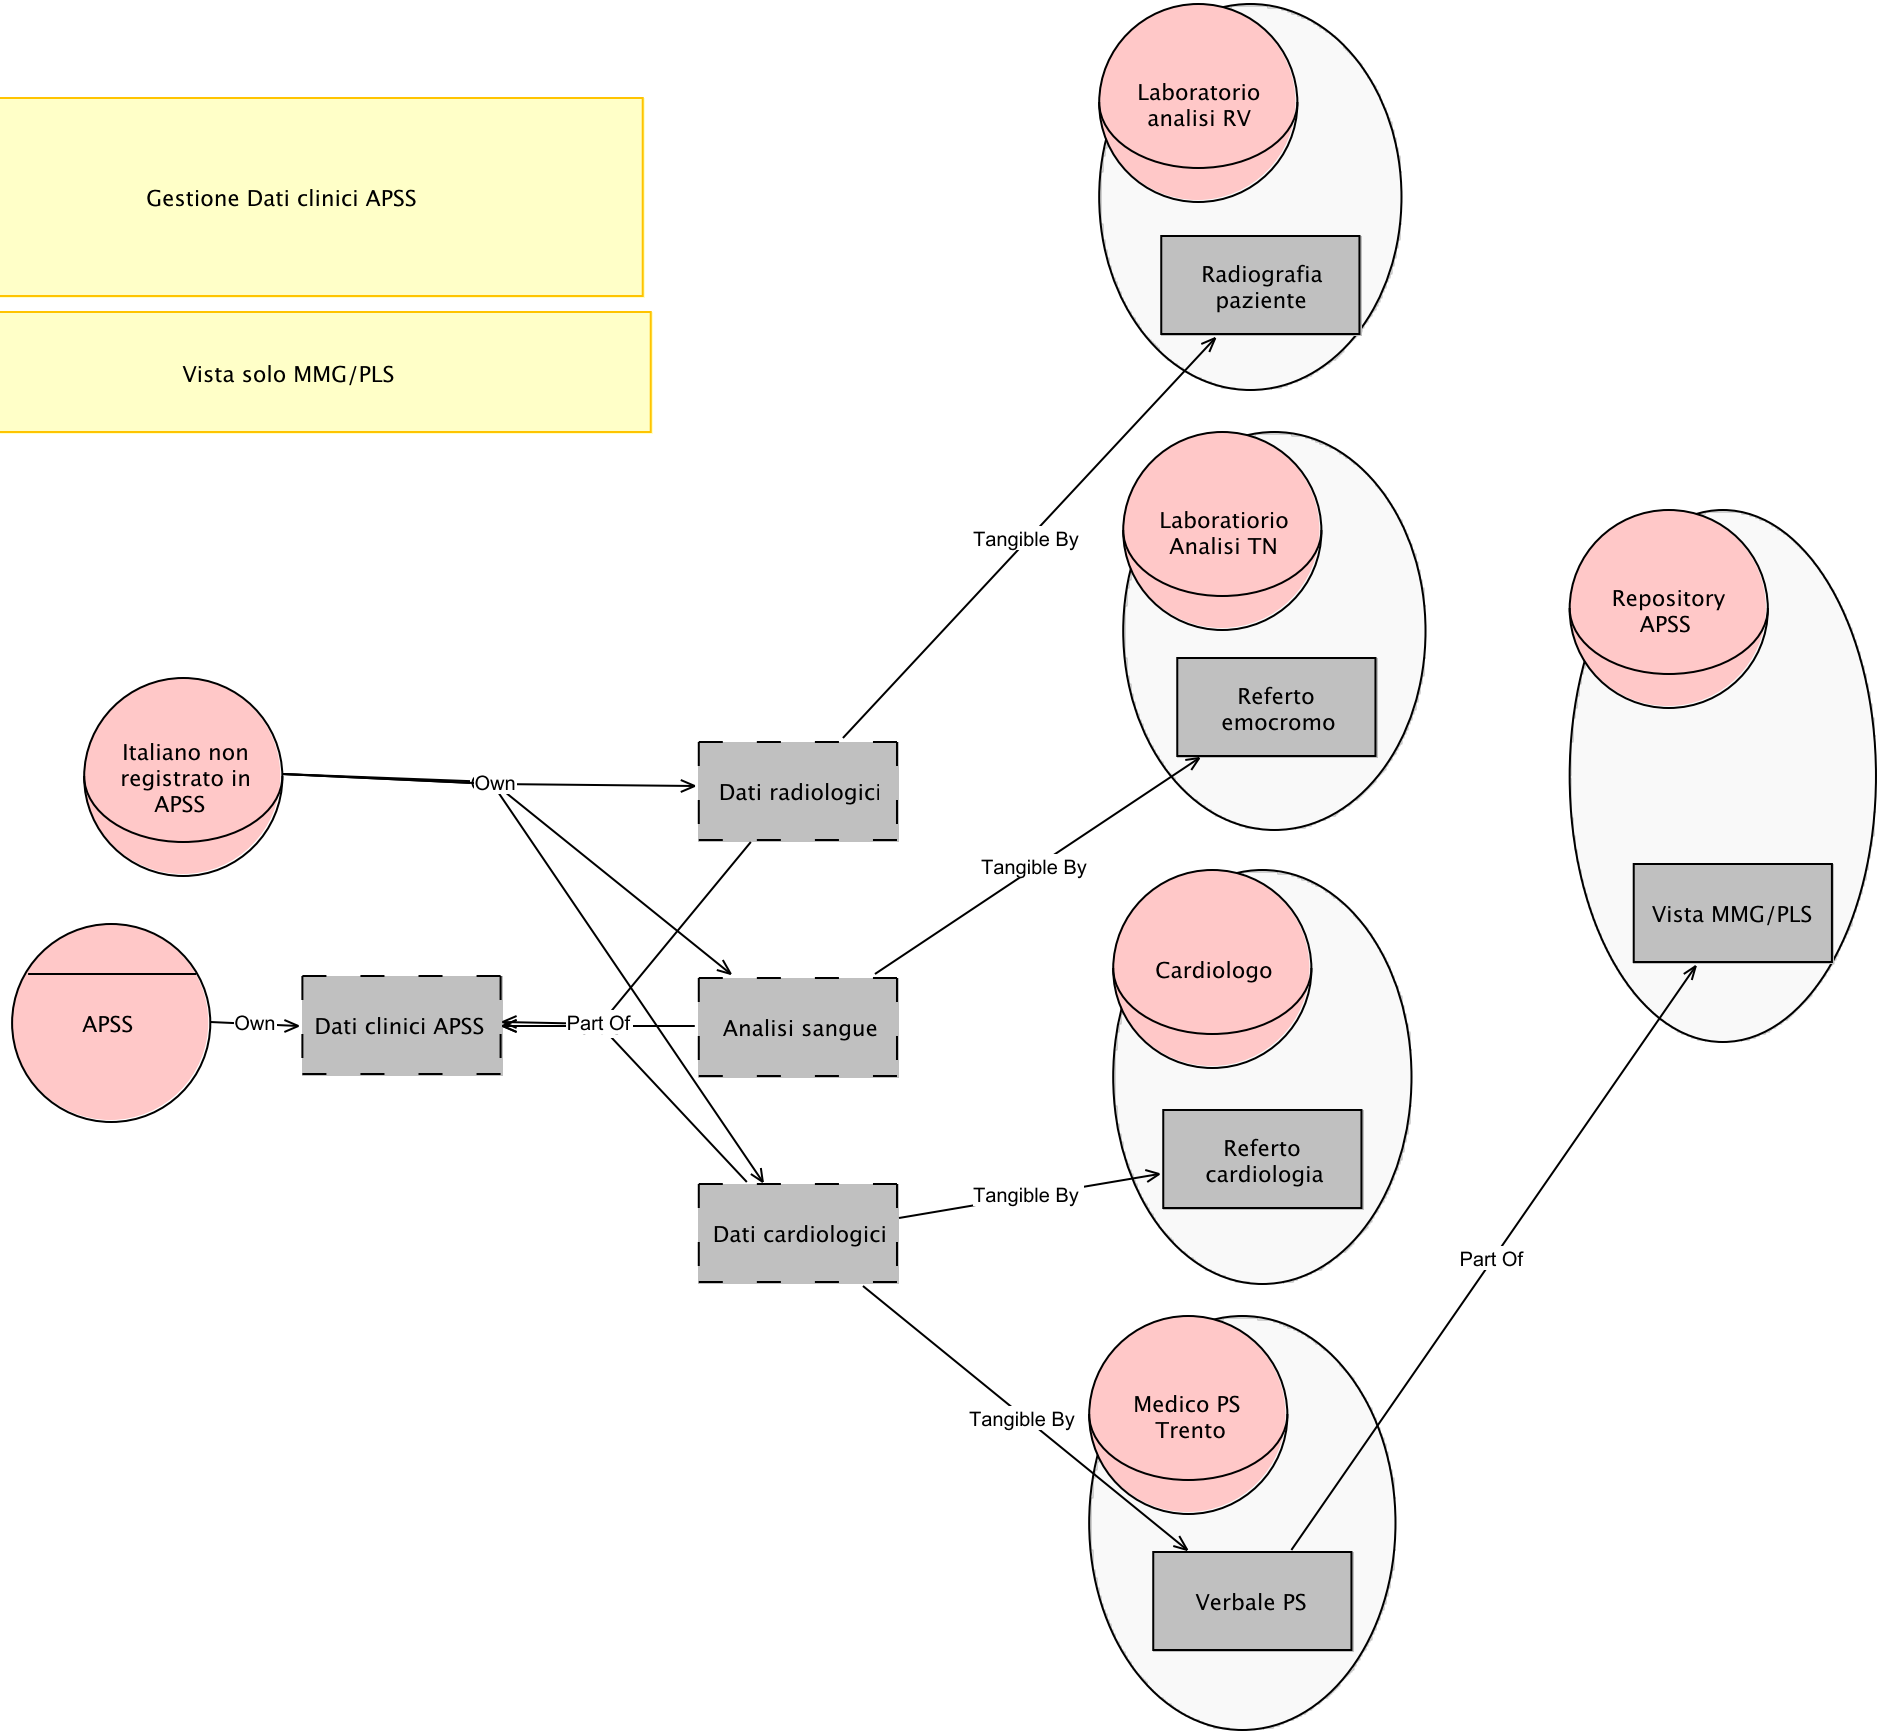 Laboratorio
analisi RV
Gestione Dati clinici APSS
Radiografia
paziente
Vista solo MMG/PLS
Tangible By
Laboratiorio
Analisi TN
Repository
APSS
Referto
emocromo
Italiano non
registrato in
APSS
Own
Dati radiologici
Tangible By
Vista MMG/PLS
Cardiologo
APSS
Own
Dati clinici APSS
Part Of
Analisi sangue
Referto
cardiologia
Tangible By
Dati cardiologici
Part Of
Tangible By
Medico PS
Trento
Verbale PS